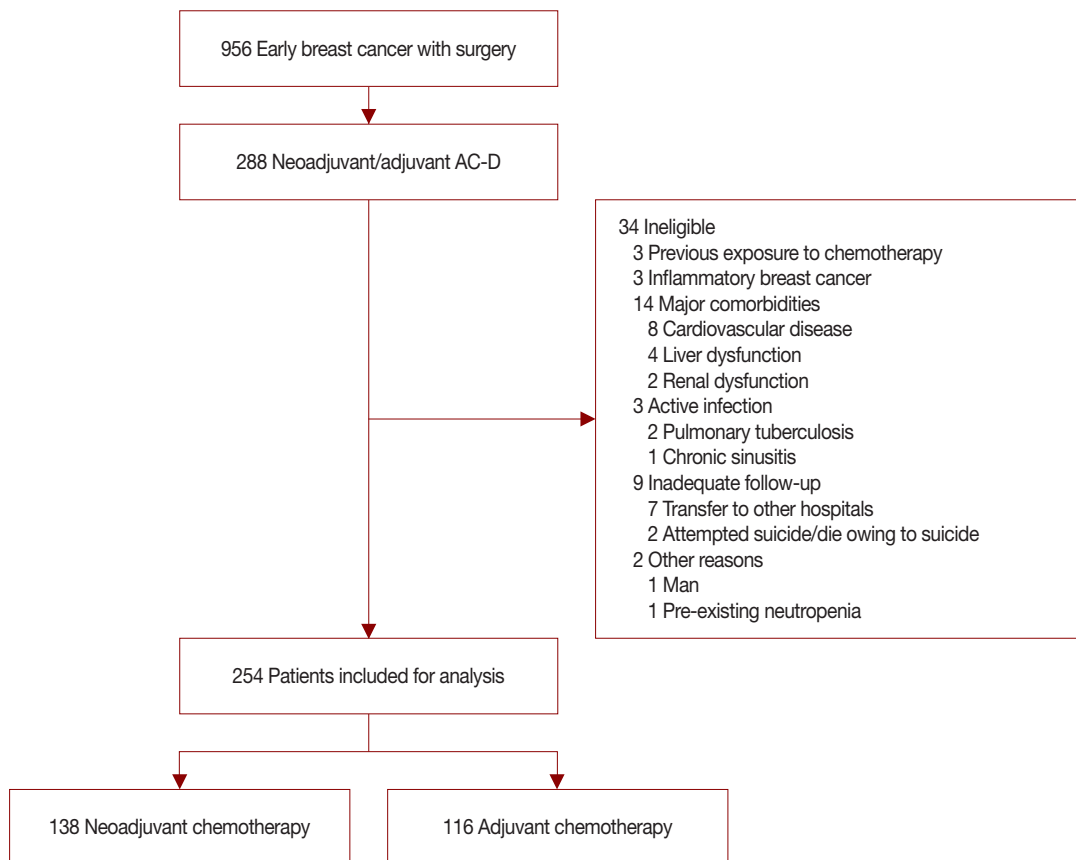 956 Early breast cancer with surgery
288 Neoadjuvant/adjuvant AC-D
34 Ineligible
3 Previous exposure to chemotherapy
3 Inflammatory breast cancer
14 Major comorbidities
8 Cardiovascular disease
4 Liver dysfunction
2 Renal dysfunction
3 Active infection
2 Pulmonary tuberculosis
1 Chronic sinusitis
9 Inadequate follow-up
7 Transfer to other hospitals
2 Attempted suicide/die owing to suicide
2 Other reasons
1 Man
1 Pre-existing neutropenia
254 Patients included for analysis
138 Neoadjuvant chemotherapy
116 Adjuvant chemotherapy